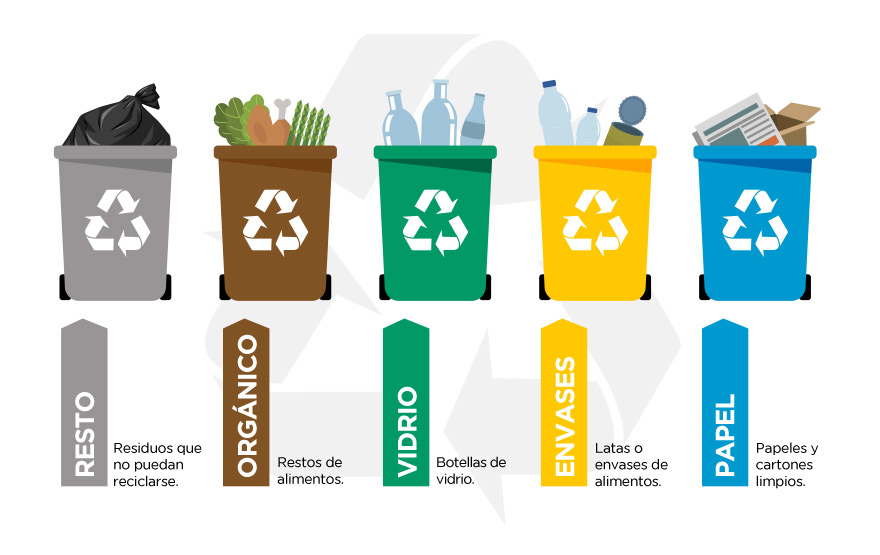 RESTO
Residuos que
no puedan
reciclarse.
ORGÁNICO
Restos de
alimentos.
VIDRIO
Botellas de
vidrio.
ENVASES
Latas o
envases de
alimentos.
PAPEL
Papeles y
cartones
limpios.